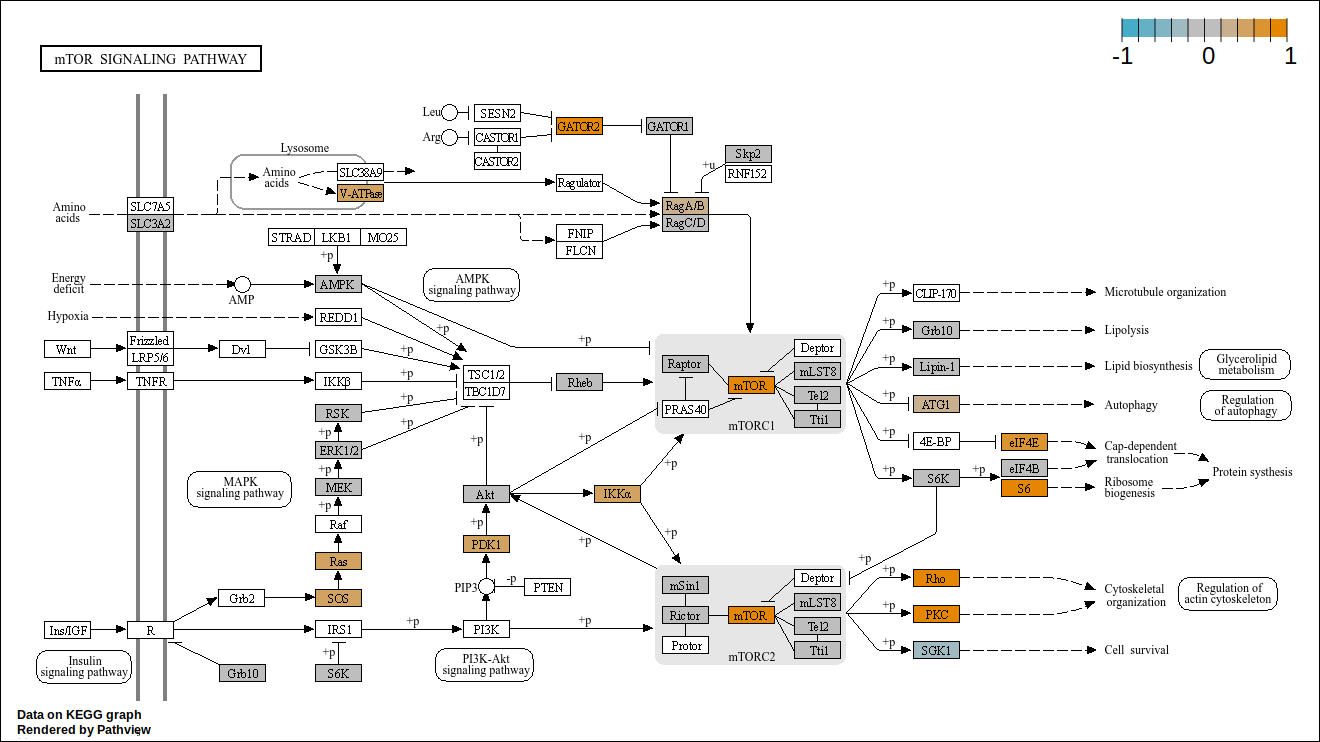 -1 0 1
mTOR SIGNALING PATHWAY
Leu
SESN2
GATOR2
GATOR1
Arg
CASTOR1
CASTOR2
Skp2
RNF152
+u
Lysosome
Amino
acids
SLC38A9
V-ATPase
Ragulator
RagA/B
RagC/D
Amino
acids
SLC7A5
SLC3A2
FNIP
FLCN
STRAD LKB1 MO25
+p
Energy
deficit
AMP
AMPK
AMPK
signaling pathway
+p
Hypoxia
REDD1
Wnt
Frizzled
LRP5/6
Dvl
GSK3B
+p
TNFα
TNFR
IKKβ
+p
TSC1/2
TBC1D7
Rheb
+p
RSK
+p
+p
ERK1/2
+p
+p
MEK
+p
Raf
Ras
SOS
MAPK
signaling pathway
Raptor
mTOR
PRAS40
Deptor
mLST8
Tel2
Tti1
mTORC1
+p
CLIP-170
Microtubule organization
+p
Grb10
Lipolysis
+p
Lipin-1
Lipid biosynthesis
Glycerolipid
metabolism
+p
ATG1
Autophagy
Regulation
of autophagy
+p
4E-BP
eIF4E
Cap-dependent
translocation
+p
S6K
+p
eIF4B
S6
Ribosome
biogenesis
Protein systhesis
+p
Akt
+p
IKKα
+p
+p
+p
+p
PDK1
PIP3
-p
PTEN
Grb2
Ins/IGF
R
IRS1
+p
PI3K
+p
Insulin
signaling pathway
Grb10
+p
S6K
PI3K-Akt
signaling pathway
mSin1
Rictor
Protor
mTOR
Deptor
mLST8
Tel2
Tti1
mTORC2
+p
+p
Rho
+p
PKC
Cytoskeletal
organization
Regulation of
actin cytoskeleton
+p
SGK1
Cell survival
Data on KEGG graph
Rendered by Pathview